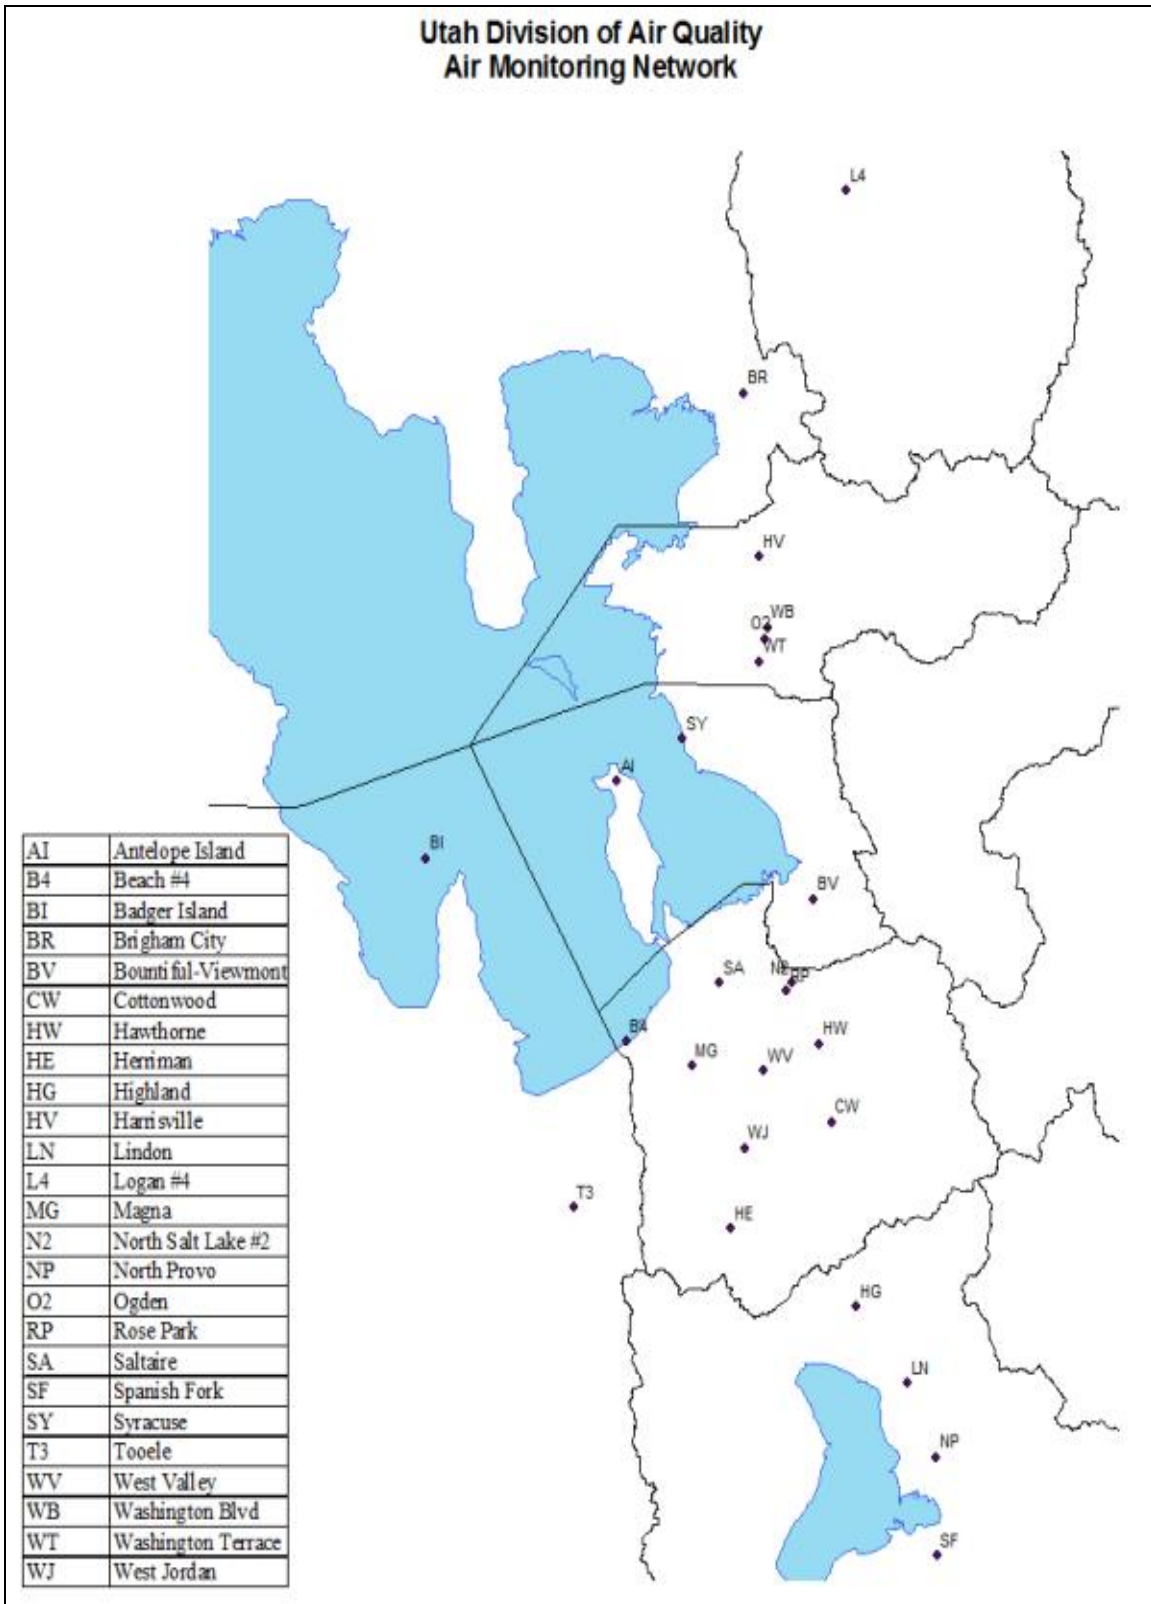 Utah Division of Air Quality
Air Monitoring Network
L4
BR
HV
WB
O2
WT
SY
AI
BI
BV
SA
N2
RP
B4
HW
MG
WV
CW
WJ
T3
HE
HG
LN
NP
SF
AI Antelope Island
B4 Beach #4
BI Badger Island
BR Brigham City
BV Bountiful-Viewmont
CW Cottonwood
HW Hawthorne
HE Herriman
HG Highland
HV Harrisville
LN Lindon
L4 Logan #4
MG Magna
N2 North Salt Lake #2
NP North Provo
O2 Ogden
RP Rose Park
SA Saltaire
SF Spanish Fork
SY Syracuse
T3 Tooele
WV West Valley
WB Washington Blvd
WT Washington Terrace
WJ West Jordan